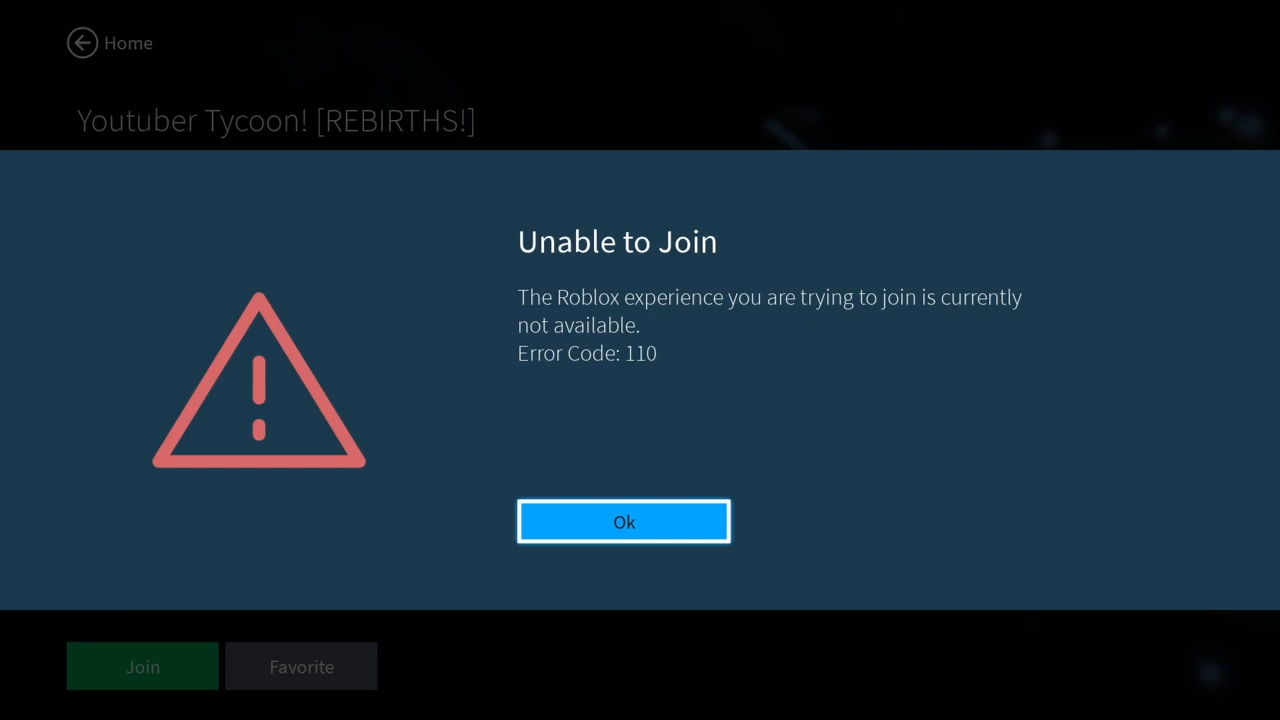 Home
Youtuber Tycoon! [REBIRTHS!]
Unable to Join
The Roblox experience you are trying to join is currently
not available.
Error Code: 110
Ok
Join
Favorite